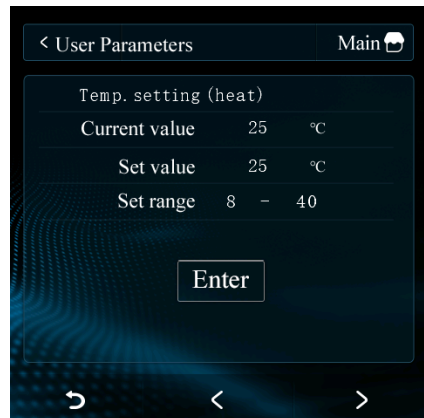 < User Parameters Main
Temp. setting (heat)
Current value 25 ℃
Set value 25 ℃
Set range 8 - 40
Enter